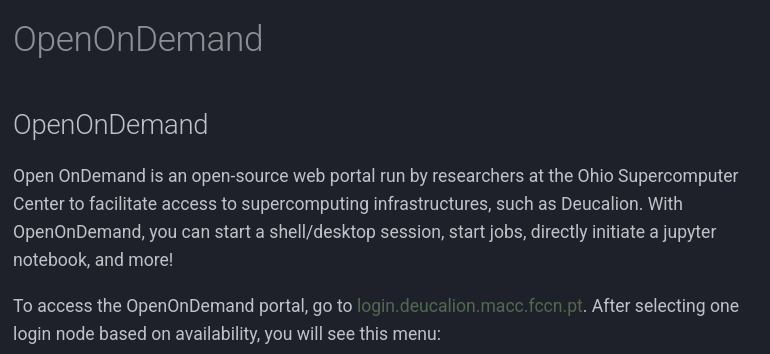 OpenOnDemand
OpenOnDemand
Open OnDemand is an open-source web portal run by researchers at the Ohio Supercomputer
Center to facilitate access to supercomputing infrastructures, such as Deucalion. With
OpenOnDemand, you can start a shell/desktop session, start jobs, directly initiate a jupyter
notebook, and more!
To access the OpenOnDemand portal, go to login.deucalion.macc.fccn.pt. After selecting one
login node based on availability, you will see this menu: